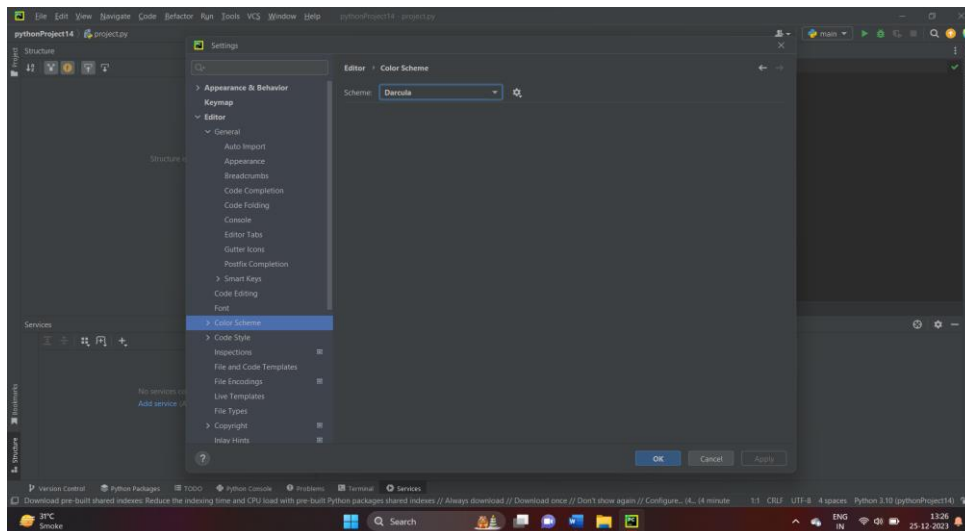 File Edit View Navigate Code Refactor Run Tools VCS Window Help pythonProject14 - project.py
pythonProject14 project.py
main
Project
Structure
Settings
Editor › Color Scheme
Scheme: Darcula
Appearance & Behavior
Keymap
Editor
General
Auto Import
Appearance
Breadcrumbs
Code Completion
Code Folding
Console
Editor Tabs
Gutter Icons
Postfix Completion
Smart Keys
Code Editing
Font
Color Scheme
Code Style
Inspections
File and Code Templates
File Encodings
Live Templates
File Types
Copyright
Inlay Hints
Structure
Services
No services
Add service
Bookmarks
Structure
?
OK Cancel Apply
Version Control Python Packages TODO Python Console Problems Terminal Services
Download pre-built shared indexes: Reduce the indexing time and CPU load with pre-built Python packages shared indexes // Always download // Download once // Don't show again // Configure... (4 minute 1:1 CRLF UTF-8 4 spaces Python 3.10 (pythonProject14)
31°C
Smoke
Search
ENG
IN
13:26
25-12-2023